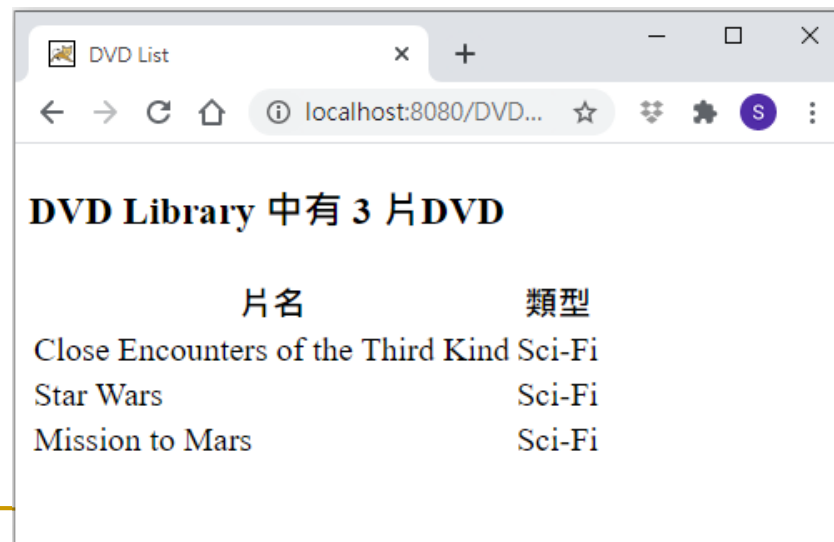 DVD List
localhost:8080/DVD...
S
DVD Library 中有 3 片DVD
片名 類型
Close Encounters of the Third Kind Sci-Fi
Star Wars Sci-Fi
Mission to Mars Sci-Fi